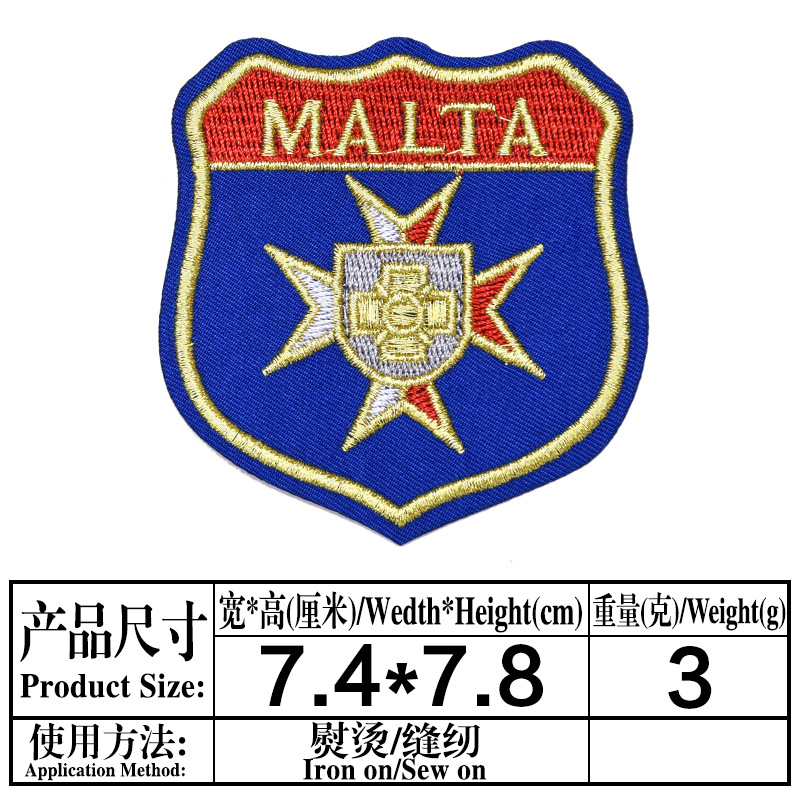 MALTA
产品尺寸
Product Size:
宽*高(厘米)/Wedth*Height(cm)
7.4*7.8
重量(克)/Weight(g)
3
使用方法:
Application Method:
熨烫/缝纫
Iron on/Sew on